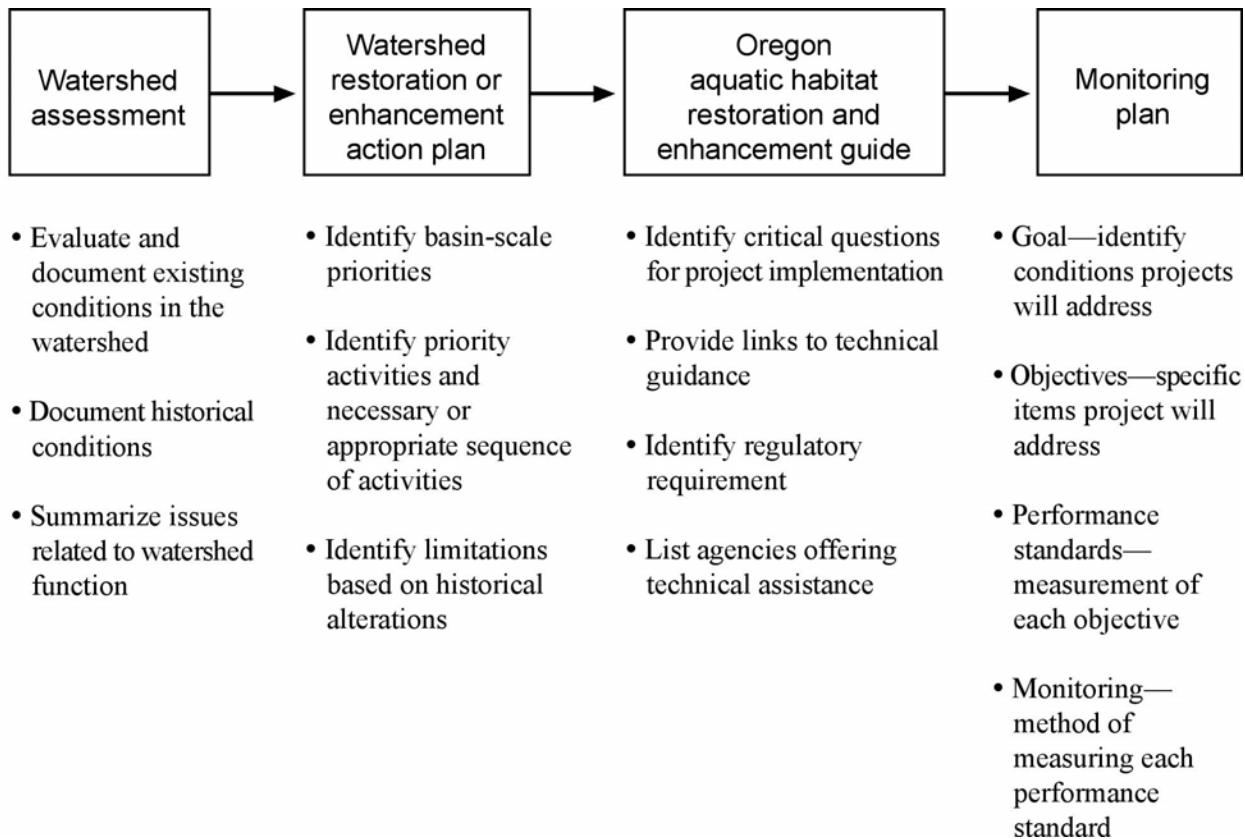 Watershed
assessment
Watershed
restoration or
enhancement
action plan
Oregon
aquatic habitat
restoration and
enhancement guide
Monitoring
plan
• Evaluate and
document existing
conditions in the
watershed
• Document historical
conditions
• Summarize issues
related to watershed
function
• Identify basin-scale
priorities
• Identify priority
activities and
necessary or
appropriate sequence
of activities
• Identify limitations
based on historical
alterations
• Identify critical questions
for project implementation
• Provide links to technical
guidance
• Identify regulatory
requirement
• List agencies offering
technical assistance
• Goal—identify
conditions projects
will address
• Objectives—specific
items project will
address
• Performance
standards—
measurement of
each objective
• Monitoring—
method of
measuring each
performance
standard